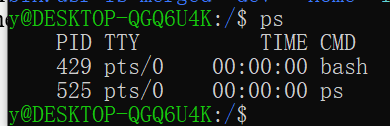 y@DESKTOP-QGQ6U4K:/$ ps
    PID TTY          TIME CMD
    429 pts/0    00:00:00 bash
    525 pts/0    00:00:00 ps
y@DESKTOP-QGQ6U4K:/$